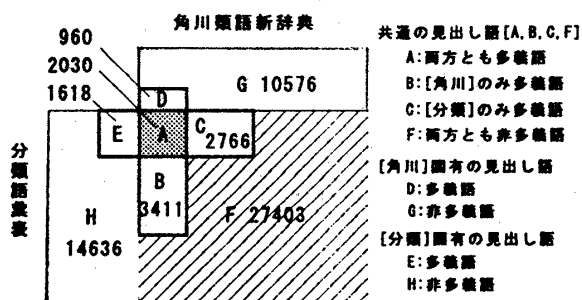 角川類語新辞典
960
2030
1618
D
G 10576
E
A
C
2766
B
3411
F 27403
H
14636
分類語彙表
共通の見出し語[A,B,C,F]
A:両方とも多義語
B:[角川]のみ多義語
C:[分類]のみ多義語
F:両方とも非多義語
[角川]固有の見出し語
D:多義語
G:非多義語
[分類]固有の見出し語
E:多義語
H:非多義語